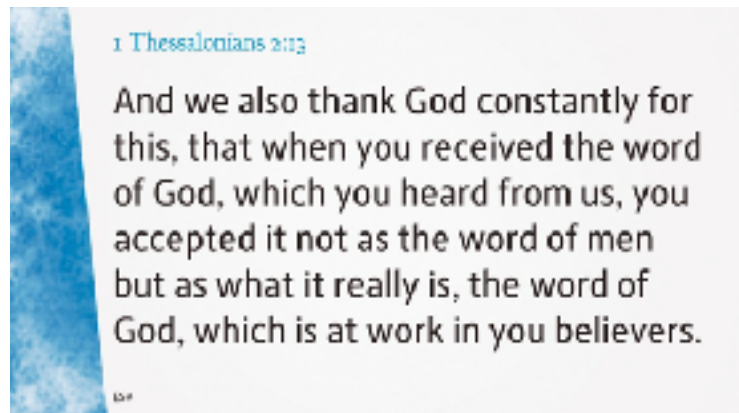 1 Thessalonians 2:13
And we also thank God constantly for
this, that when you received the word
of God, which you heard from us, you
accepted it not as the word of men
but as what it really is, the word of
God, which is at work in you believers.